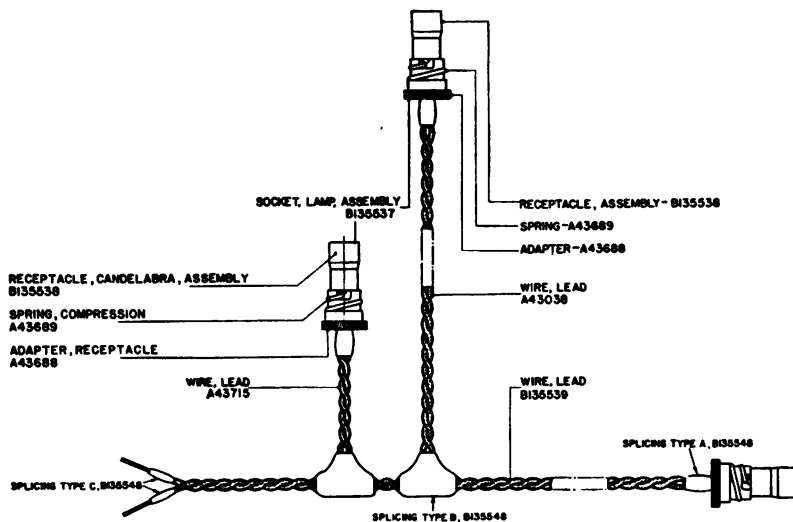 SOCKET, LAMP, ASSEMBLY
B135537
RECEPTACLE, ASSEMBLY-B135538
SPRING-A43689
ADAPTER-A43688
RECEPTACLE, CANDELABRA, ASSEMBLY
B135538
WIRE, LEAD
A43038
SPRING, COMPRESSION
A43689
ADAPTER, RECEPTACLE
A43688
WIRE, LEAD
A43715
WIRE, LEAD
B135539
SPLICING TYPE A, B135548
SPLICING TYPE C, B135548
SPLICING TYPE B, B135548